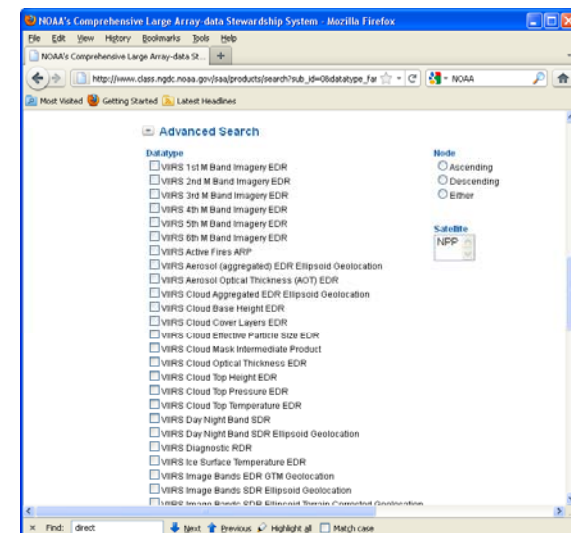 NOAA's Comprehensive Large Array-data Stewardship System - Mozilla Firefox
File Edit View History Bookmarks Tools Help
NOAA's Comprehensive Large Array-data St... +
http://www.class.ngdc.noaa.gov/saa/products/search?sub_id=0&datatype_far NOAA
Most Visited Getting Started Latest Headlines
Advanced Search
Datatype
VIIRS 1st M Band Imagery EDR
VIIRS 2nd M Band Imagery EDR
VIIRS 3rd M Band Imagery EDR
VIIRS 4th M Band Imagery EDR
VIIRS 5th M Band Imagery EDR
VIIRS 6th M Band Imagery EDR
VIIRS Active Fires ARP
VIIRS Aerosol (aggregated) EDR Ellipsoid Geolocation
VIIRS Aerosol Optical Thickness (AOT) EDR
VIIRS Cloud Aggregated EDR Ellipsoid Geolocation
VIIRS Cloud Base Height EDR
VIIRS Cloud Cover Layers EDR
VIIRS Cloud Effective Particle Size EDR
VIIRS Cloud Mask Intermediate Product
VIIRS Cloud Optical Thickness EDR
VIIRS Cloud Top Height EDR
VIIRS Cloud Top Pressure EDR
VIIRS Cloud Top Temperature EDR
VIIRS Day Night Band SDR
VIIRS Day Night Band SDR Ellipsoid Geolocation
VIIRS Diagnostic RDR
VIIRS Ice Surface Temperature EDR
VIIRS Image Bands EDR GTM Geolocation
VIIRS Image Bands SDR Ellipsoid Geolocation
VIIRS Image Bands SDR Ellipsoid Terrain Corrected Geolocation
Node
Ascending
Descending
Either
Satellite
NPP
× Find: direct Next Previous Highlight all Match case